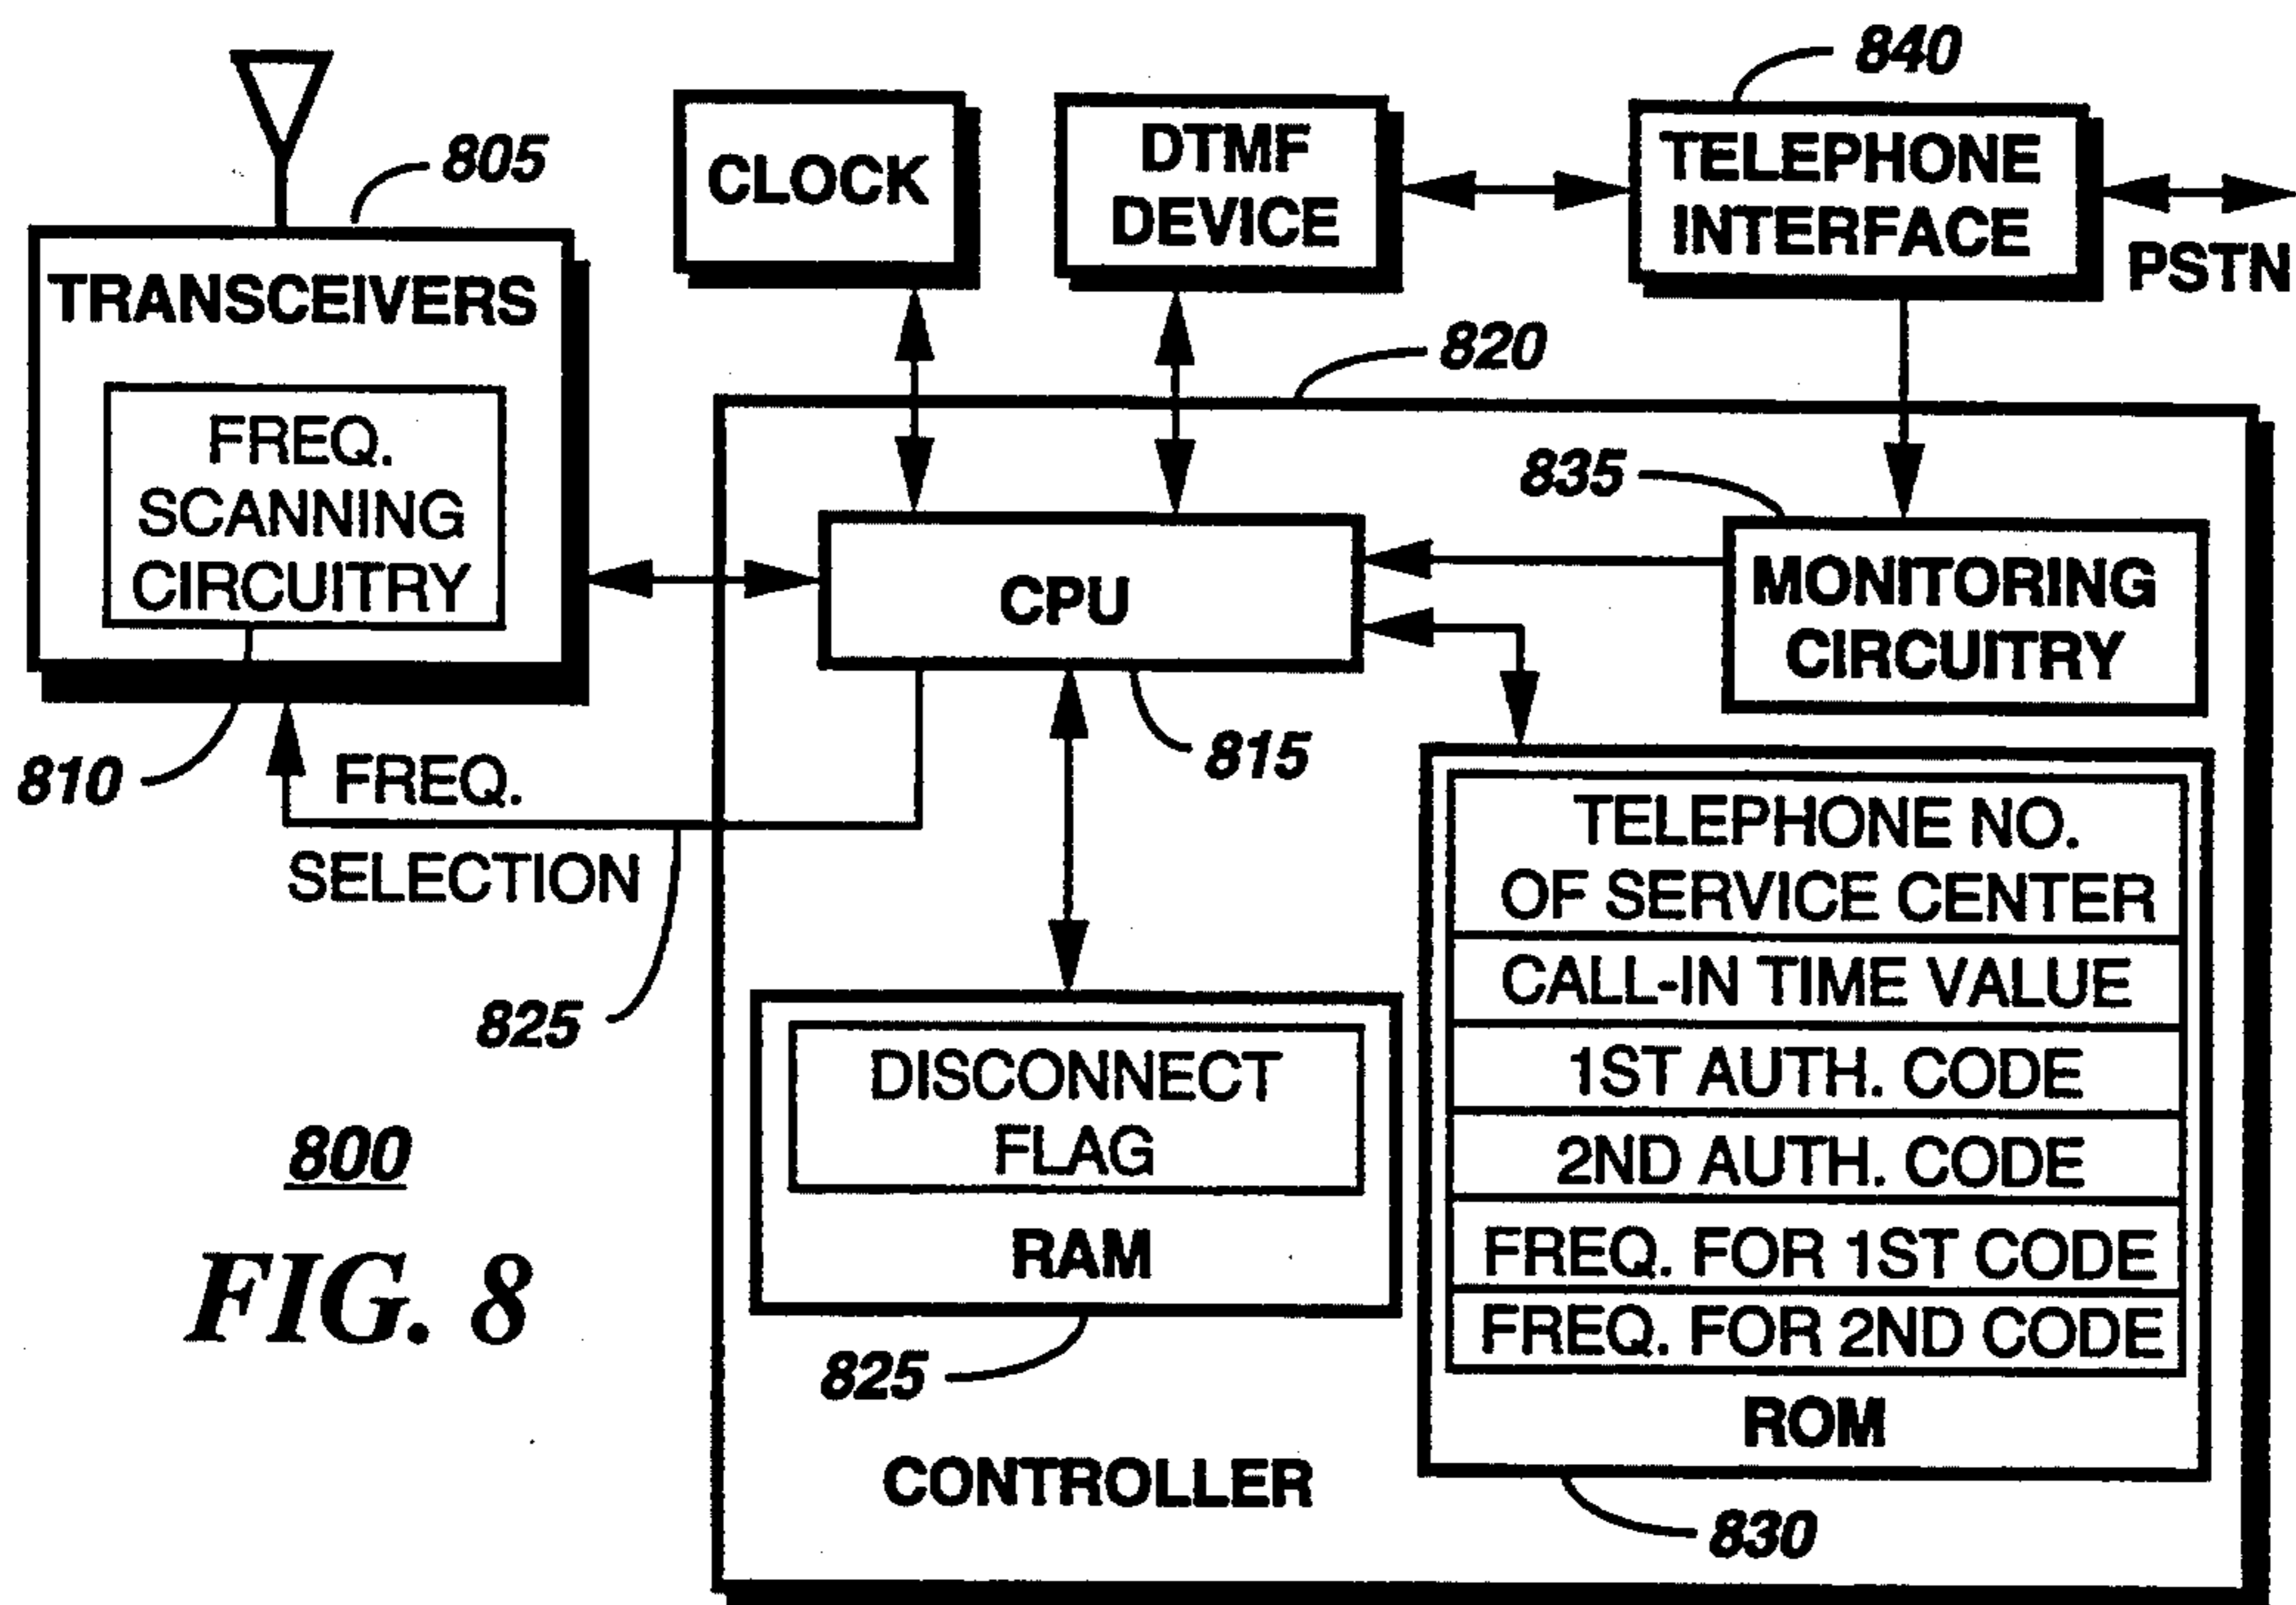 840
805
CLOCK
DTMF
DEVICE
TELEPHONE
INTERFACE
PSTN
TRANSCEIVERS
FREQ.
SCANNING
CIRCUITRY
820
835
CPU
MONITORING
CIRCUITRY
810
FREQ.
SELECTION
815
825
TELEPHONE NO.
OF SERVICE CENTER
CALL-IN TIME VALUE
1ST AUTH. CODE
2ND AUTH. CODE
FREQ. FOR 1ST CODE
FREQ. FOR 2ND CODE
ROM
DISCONNECT
FLAG
RAM
825
CONTROLLER
830
800
FIG. 8